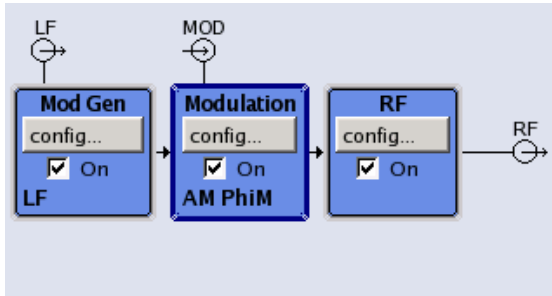 LF
MOD
Mod Gen
config...
On
LF
Modulation
config...
On
AM PhiM
RF
config...
On
RF